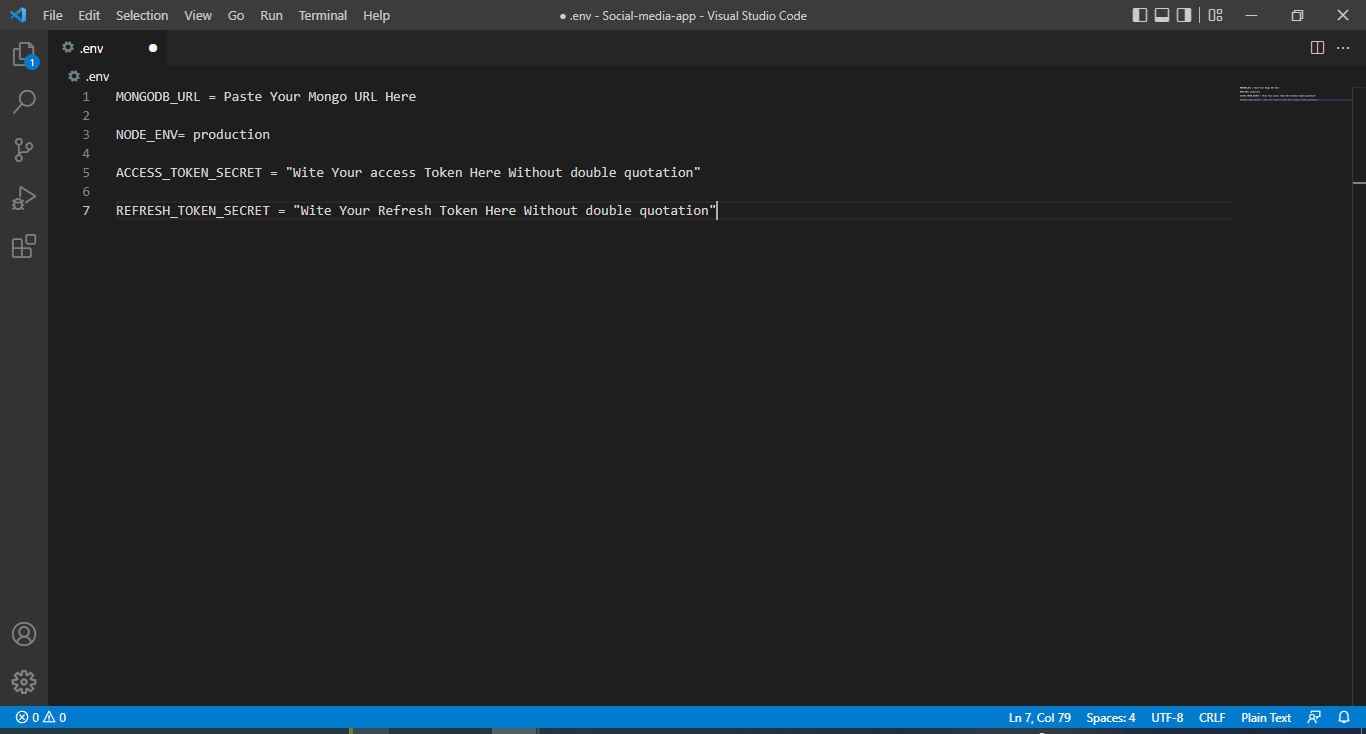 File Edit Selection View Go Run Terminal Help ● .env - Social-media-app - Visual Studio Code
.env ●
1
.env
1 MONGODB_URL = Paste Your Mongo URL Here
2
3 NODE_ENV= production
4
5 ACCESS_TOKEN_SECRET = "Wite Your access Token Here Without double quotation"
6
7 REFRESH_TOKEN_SECRET = "Wite Your Refresh Token Here Without double quotation"
0 0 Ln 7, Col 79 Spaces: 4 UTF-8 CRLF Plain Text